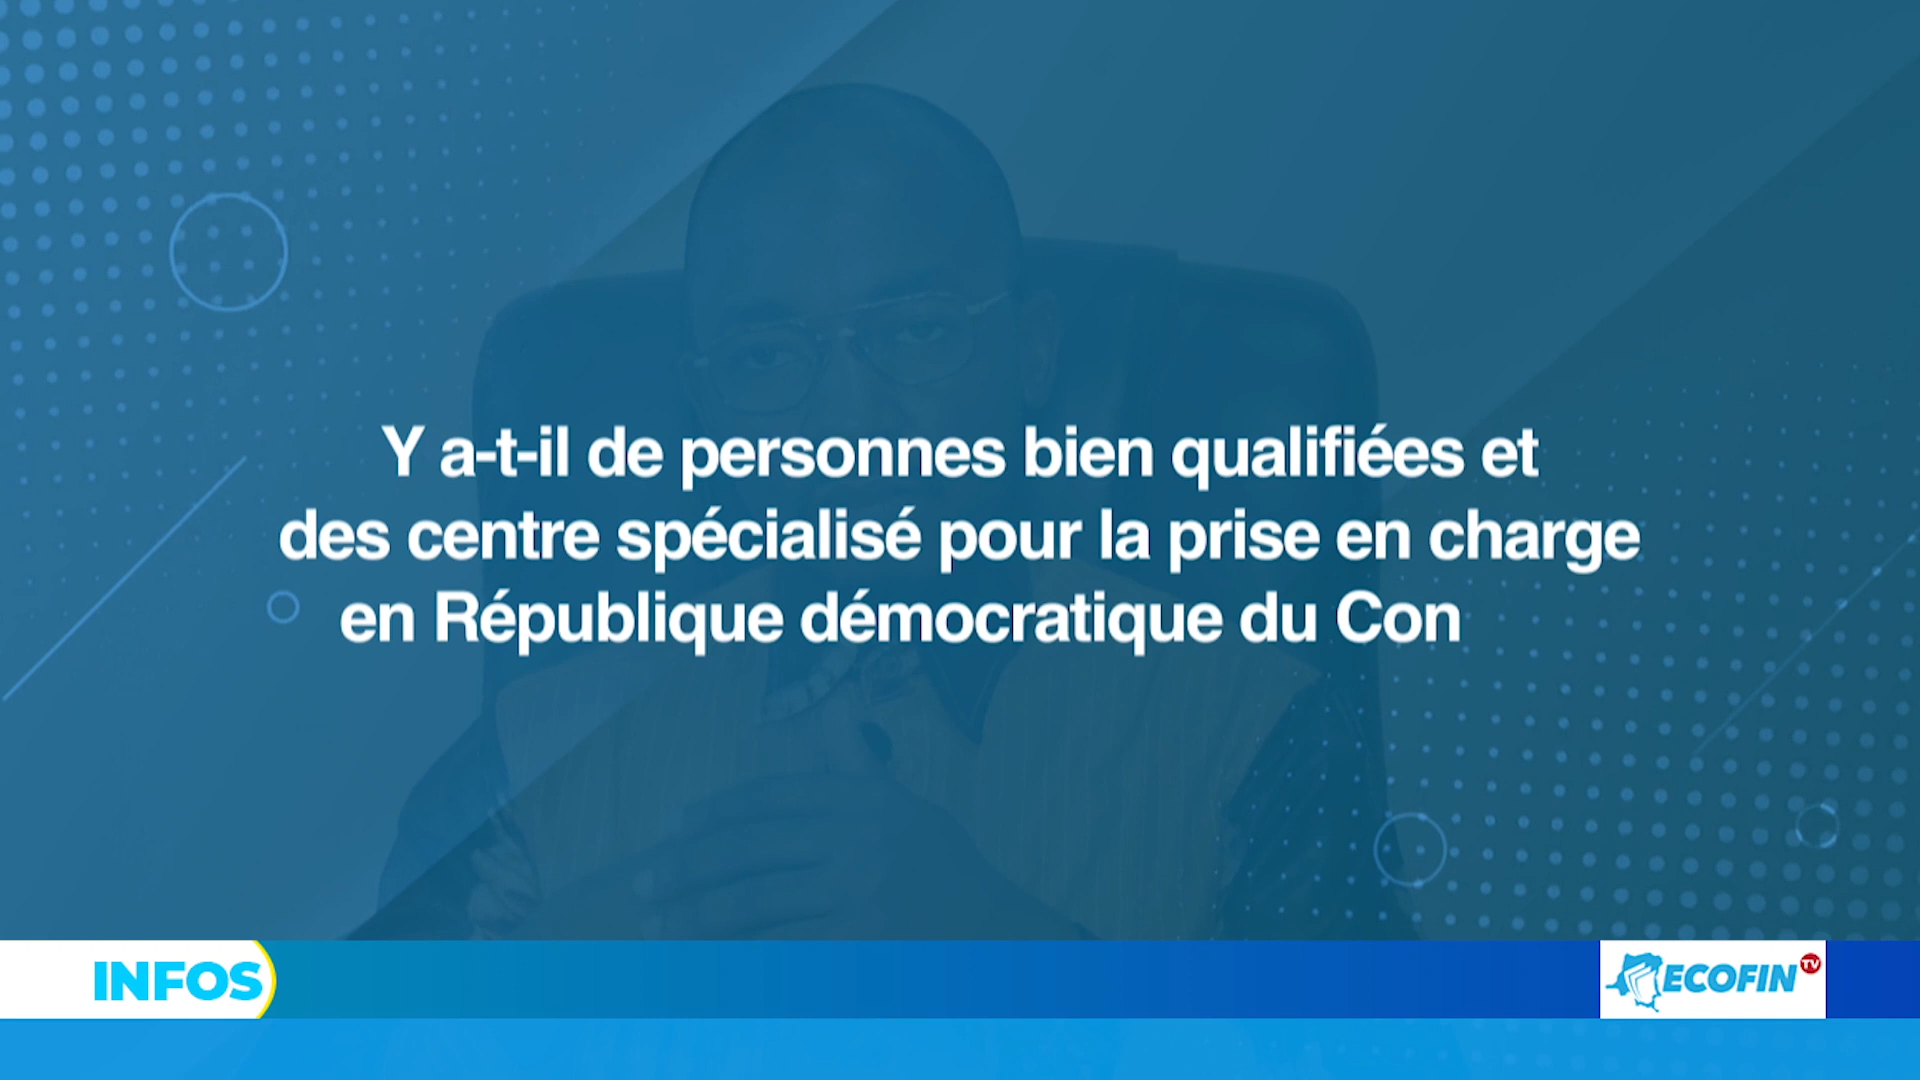 Y a-t-il de personnes bien qualifiées et
des centre spécialisé pour la prise en charge
en République démocratique du Con
INFOS
ECOFIN TV